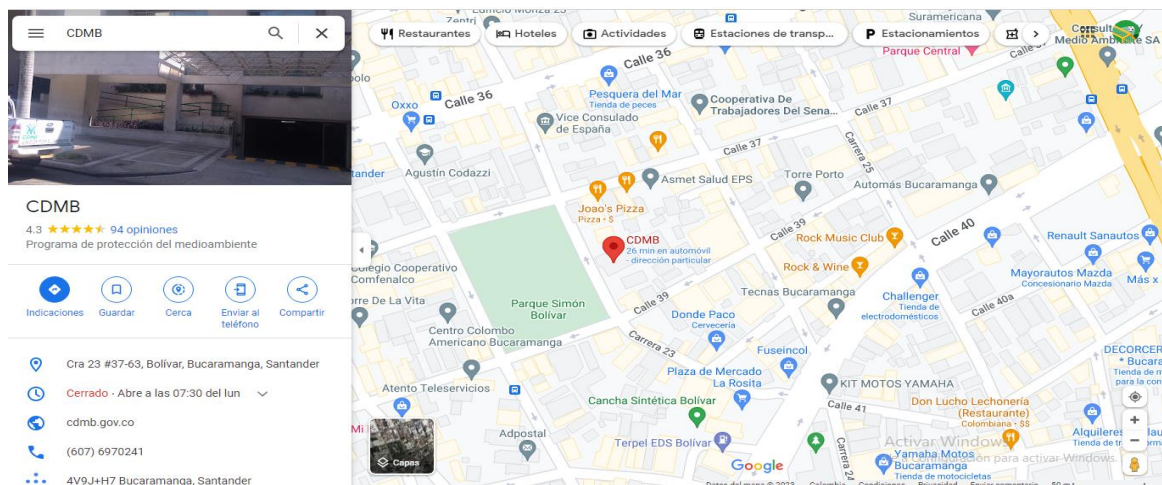 CDMB
CDMB
4.3
94 opiniones
Programa de protección del medioambiente
Indicaciones
Guardar
Cerca
Enviar al
teléfono
Compartir
Cra 23 #37-63, Bolívar, Bucaramanga, Santander
Cerrado · Abre a las 07:30 del lun
cdmb.gov.co
(607) 6970241
4V9J+H7 Bucaramanga, Santander
Restaurantes
Hoteles
Actividades
Estaciones de transp...
Estacionamientos
Suramericana
Medio Ambiente SA
Parque Central
Calle 36
Pesquera del Mar
Tienda de peces
Oxxo
Calle 36
Cooperativa De
Trabajadores Del Sena...
Calle 37
Vice Consulado
de España
Calle 37
Carrera 25
Agustín Codazzi
Asmet Salud EPS
Torre Porto
Automás Bucaramanga
Joao's Pizza
Pizza · $
CDMB
26 min en automóvil
- dirección particular
Calle 39
Rock Music Club
Calle 40
Renault Sanautos
Colegio Cooperativo
Comfenalco
Rock & Wine
Mayorautos Mazda
Concesionario Mazda
Más x
Tecnas Bucaramanga
Parque Simón
Bolívar
Calle 39
Challenger
Tienda de
electrodomésticos
Calle 40a
Donde Paco
Cervecería
Centro Colombo
Americano Bucaramanga
Carrera 23
Fuseincol
Plaza de Mercado
La Rosita
Atento Teleservicios
KIT MOTOS YAMAHA
Cancha Sintética Bolívar
Calle 41
Don Lucho Lechonería
(Restaurante)
Colombiana · $$
Adpostal
Terpel EDS Bolívar
Carrera 24
Activar Windows
Yamaha Motos
Bucaramanga
Tienda de motocicletas
Capas
Google